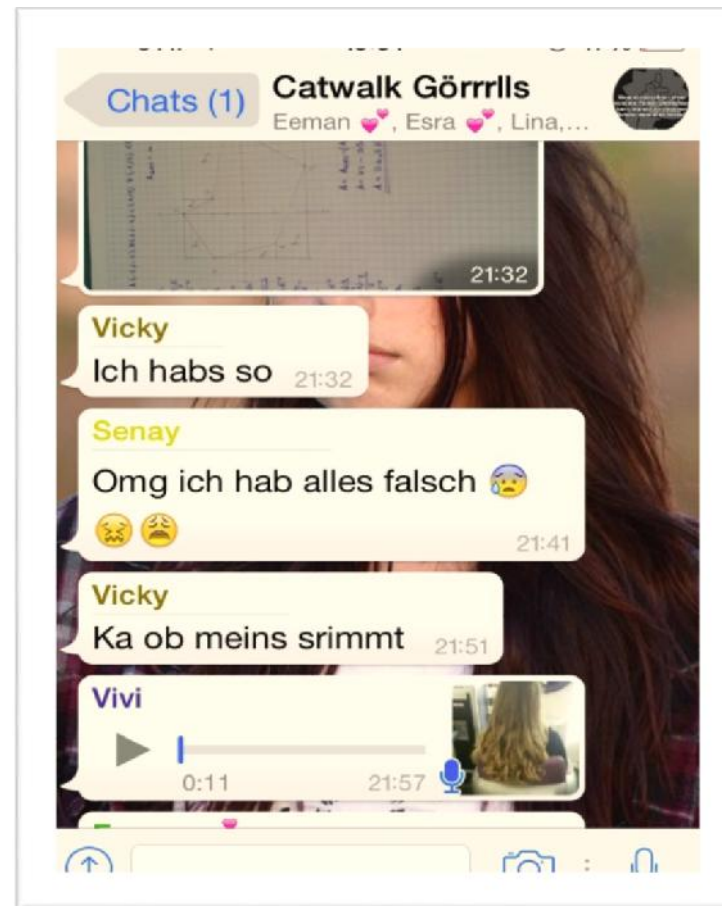 Chats (1)
Catwalk Görrrlls
Eeman 💕, Esra 💕, Lina,...
21:32
Vicky
Ich habs so 21:32
Senay
Omg ich hab alles falsch 😰
😖😩
21:41
Vicky
Ka ob meins srimmt 21:51
Vivi
0:11 21:57